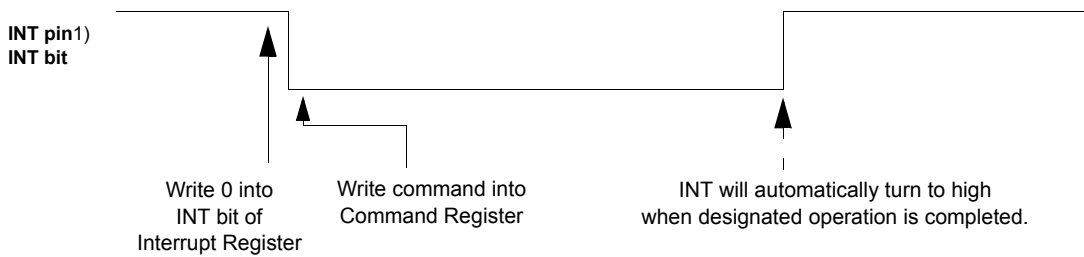 INT pin1)
INT bit
Write 0 into
INT bit of
Interrupt Register
Write command into
Command Register
INT will automatically turn to high
when designated operation is completed.